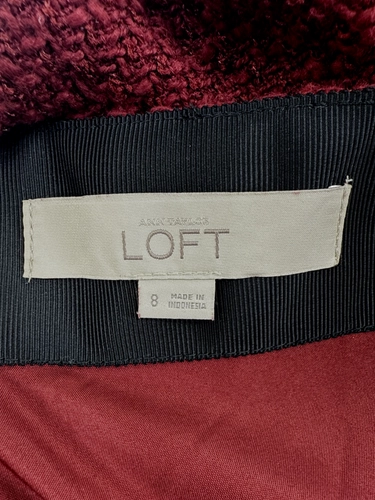 ANN TAYLOR
LOFT
8
MADE IN
INDONESIA